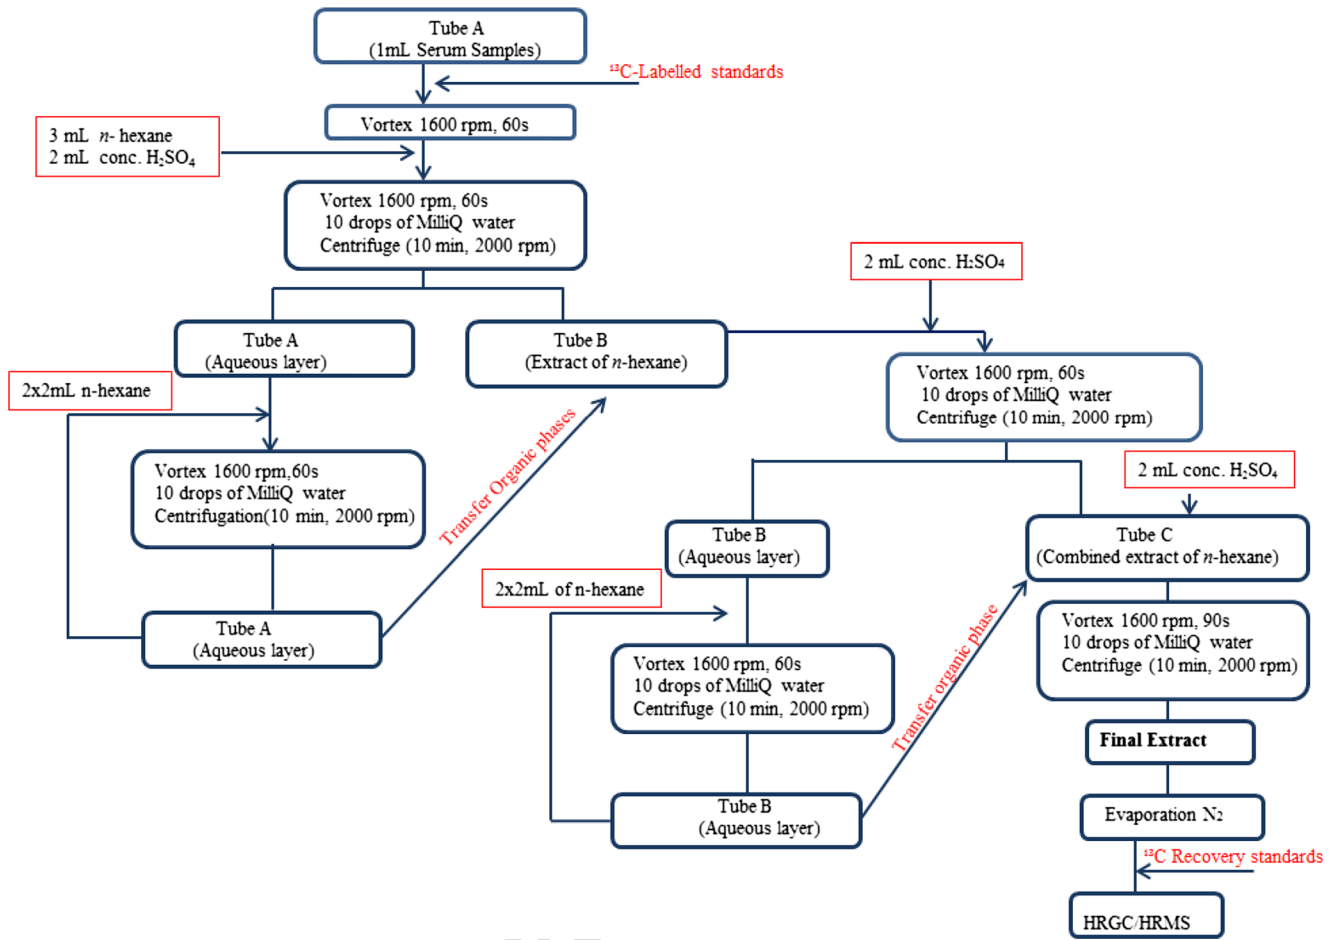 Tube A
(1mL Serum Samples)
¹³C-Labelled standards
Vortex 1600 rpm, 60s
3 mL n- hexane
2 mL conc. H₂SO₄
Vortex 1600 rpm, 60s
10 drops of MilliQ water
Centrifuge (10 min, 2000 rpm)
2 mL conc. H₂SO₄
Tube A
(Aqueous layer)
Tube B
(Extract of n-hexane)
2x2mL n-hexane
Vortex 1600 rpm,60s
10 drops of MilliQ water
Centrifugation(10 min, 2000 rpm)
Tube A
(Aqueous layer)
Transfer Organic phases
Vortex 1600 rpm, 60s
10 drops of MilliQ water
Centrifuge (10 min, 2000 rpm)
2 mL conc. H₂SO₄
Tube B
(Aqueous layer)
Tube C
(Combined extract of n-hexane)
2x2mL of n-hexane
Vortex 1600 rpm, 60s
10 drops of MilliQ water
Centrifuge (10 min, 2000 rpm)
Tube B
(Aqueous layer)
Transfer organic phase
Vortex 1600 rpm, 90s
10 drops of MilliQ water
Centrifuge (10 min, 2000 rpm)
Final Extract
Evaporation N₂
¹³C Recovery standards
HRGC/HRMS